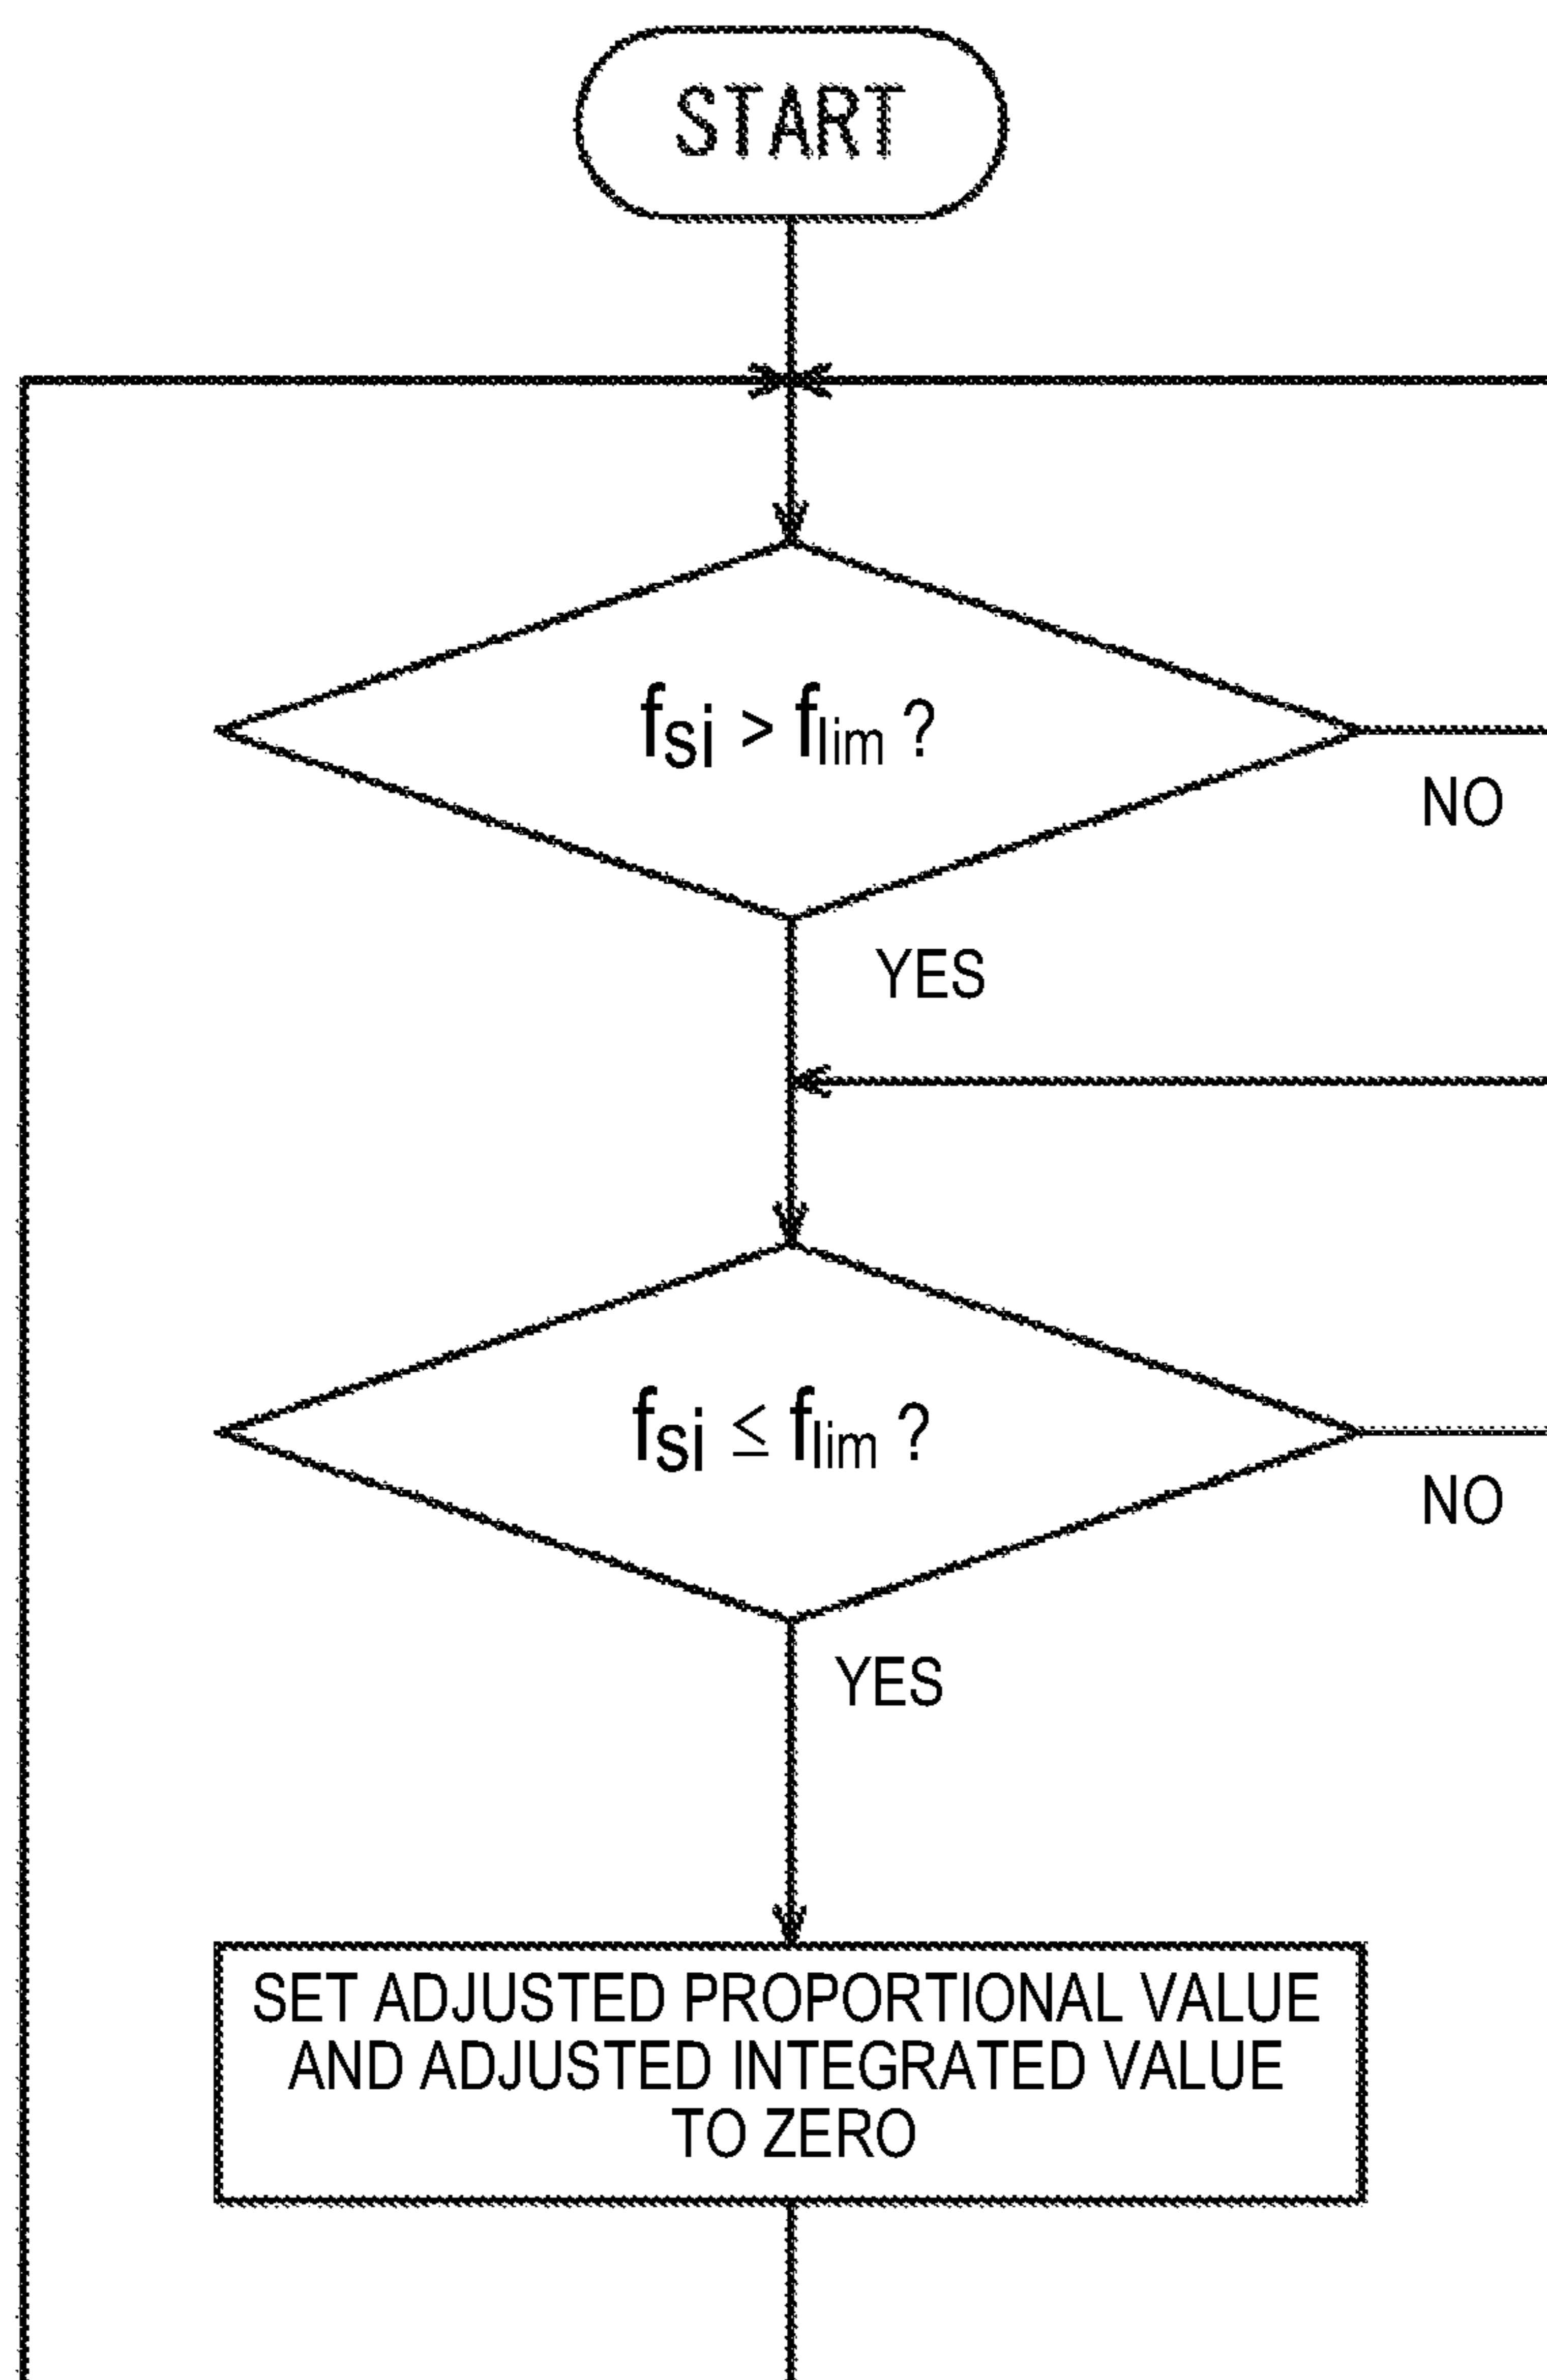 START
fsi > flim ?
NO
YES
fsi ≤ flim ?
NO
YES
SET ADJUSTED PROPORTIONAL VALUE
AND ADJUSTED INTEGRATED VALUE
TO ZERO